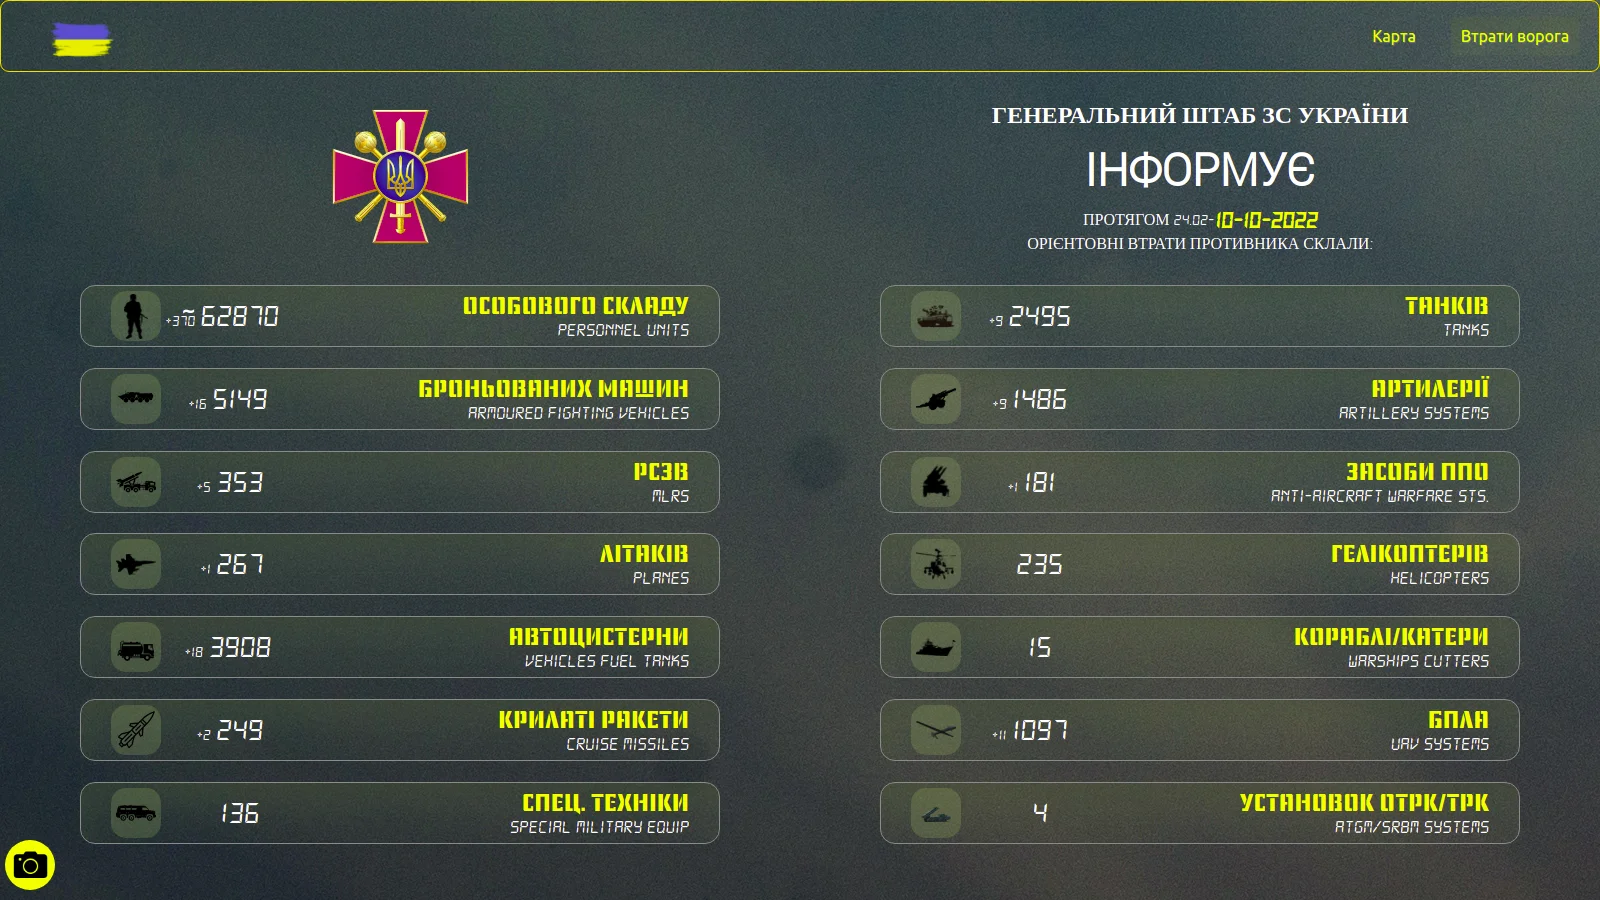 Карта
Втрати ворога
ГЕНЕРАЛЬНИЙ ШТАБ ЗС УКРАЇНИ
ІНФОРМУЄ
ПРОТЯГОМ 24.02-10-10-2022
ОРІЄНТОВНІ ВТРАТИ ПРОТИВНИКА СКЛАЛИ:
+370 ~ 62870 ОСОБОВОГО СКЛАДУ
PERSONNEL UNITS
+9 2495 ТАНКІВ
TANKS
+16 5149 БРОНЬОВАНИХ МАШИН
ARMOURED FIGHTING VEHICLES
+9 1486 АРТИЛЕРІЇ
ARTILLERY SYSTEMS
+5 353 РСЗВ
MLRS
+1 181 ЗАСОБИ ППО
ANTI-AIRCRAFT WARFARE STS.
+1 267 ЛІТАКІВ
PLANES
235 ГЕЛІКОПТЕРІВ
HELICOPTERS
+18 3908 АВТОЦИСТЕРНИ
VEHICLES FUEL TANKS
15 КОРАБЛІ/КАТЕРИ
WARSHIPS CUTTERS
+2 249 КРИЛАТІ РАКЕТИ
CRUISE MISSILES
+11 1097 БПЛА
UAV SYSTEMS
136 СПЕЦ. ТЕХНІКИ
SPECIAL MILITARY EQUIP
4 УСТАНОВОК ОТРК/ТРК
ATGM/SRBM SYSTEMS